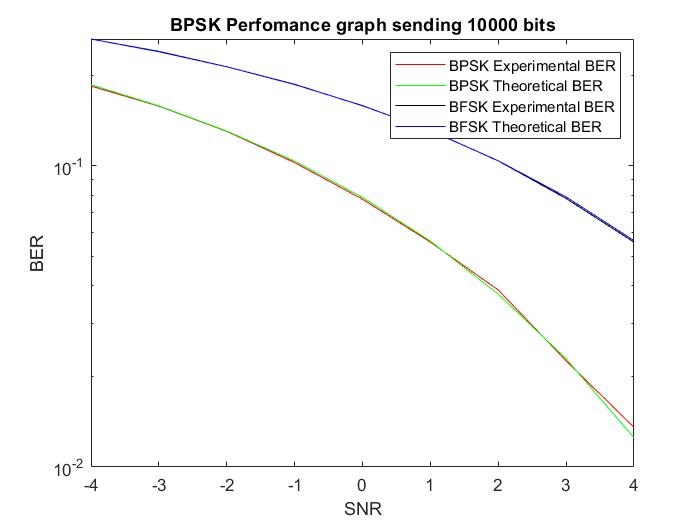 BPSK Perfomance graph sending 10000 bits
BPSK Experimental BER
BPSK Theoretical BER
BFSK Experimental BER
BFSK Theoretical BER
10-1
BER
10-2
-4 -3 -2 -1 0 1 2 3 4
SNR